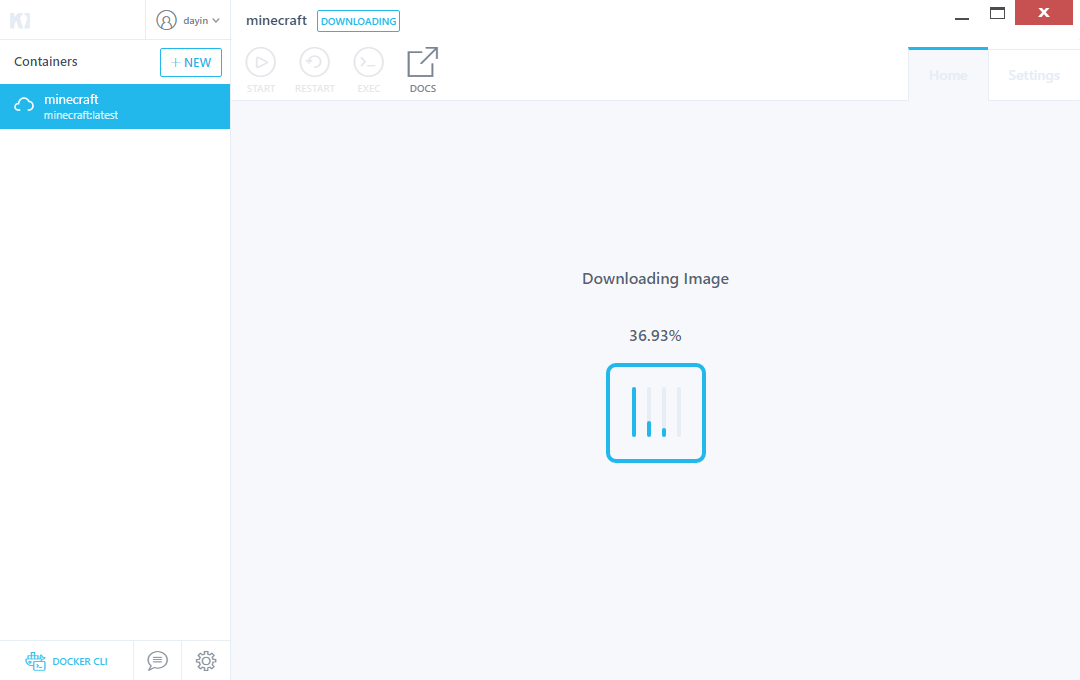 dayin
Containers
+ NEW
minecraft
minecraft:latest
DOCKER CLI
minecraft DOWNLOADING
START RESTART EXEC DOCS
Home Settings
Downloading Image
36.93%